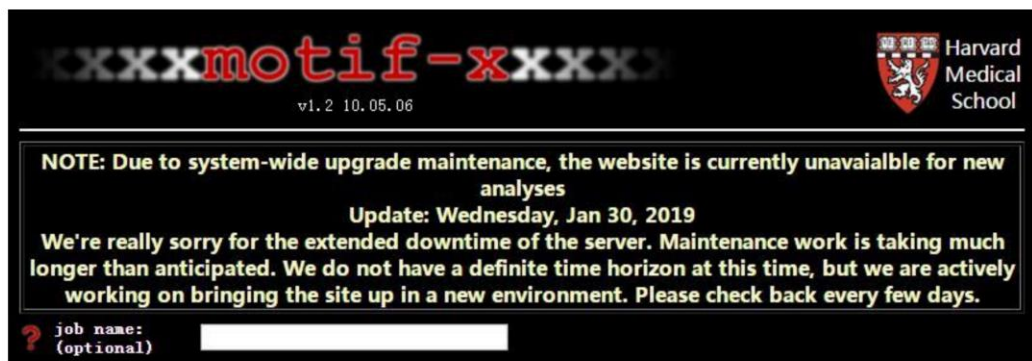 xxxxmotif-xxxxx
v1.2 10.05.06
Harvard
Medical
School
NOTE: Due to system-wide upgrade maintenance, the website is currently unavaialble for new
analyses
Update: Wednesday, Jan 30, 2019
We're really sorry for the extended downtime of the server. Maintenance work is taking much
longer than anticipated. We do not have a definite time horizon at this time, but we are actively
working on bringing the site up in a new environment. Please check back every few days.
? job name:
(optional)